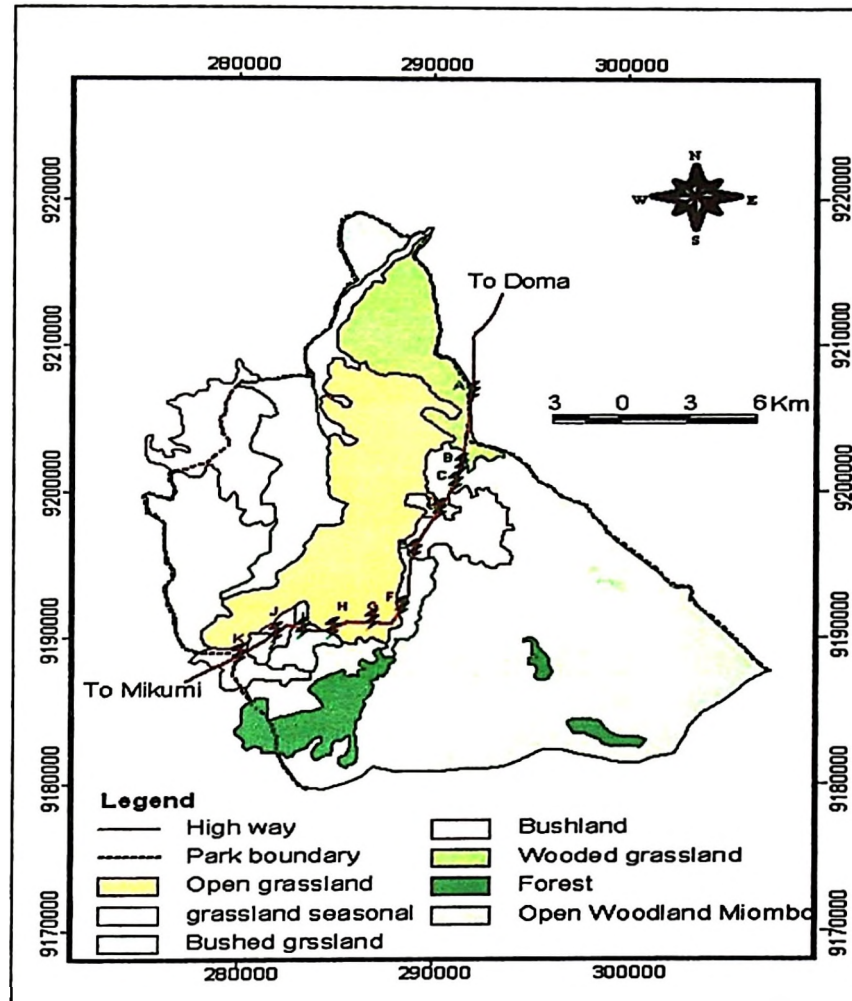 280000 290000 300000
N
W E
S
9220000 9220000
To Doma
9210000 9210000
A
3 0 3 6 Km
B
C
9200000 9200000
F
G
H
J
9190000 9190000
K
To Mikumi
9180000 9180000
Legend
High way Bushland
Park boundary Wooded grassland
Open grassland Forest
grassland seasonal Open Woodland Miombo
Bushed grssland
9170000 9170000
280000 290000 300000